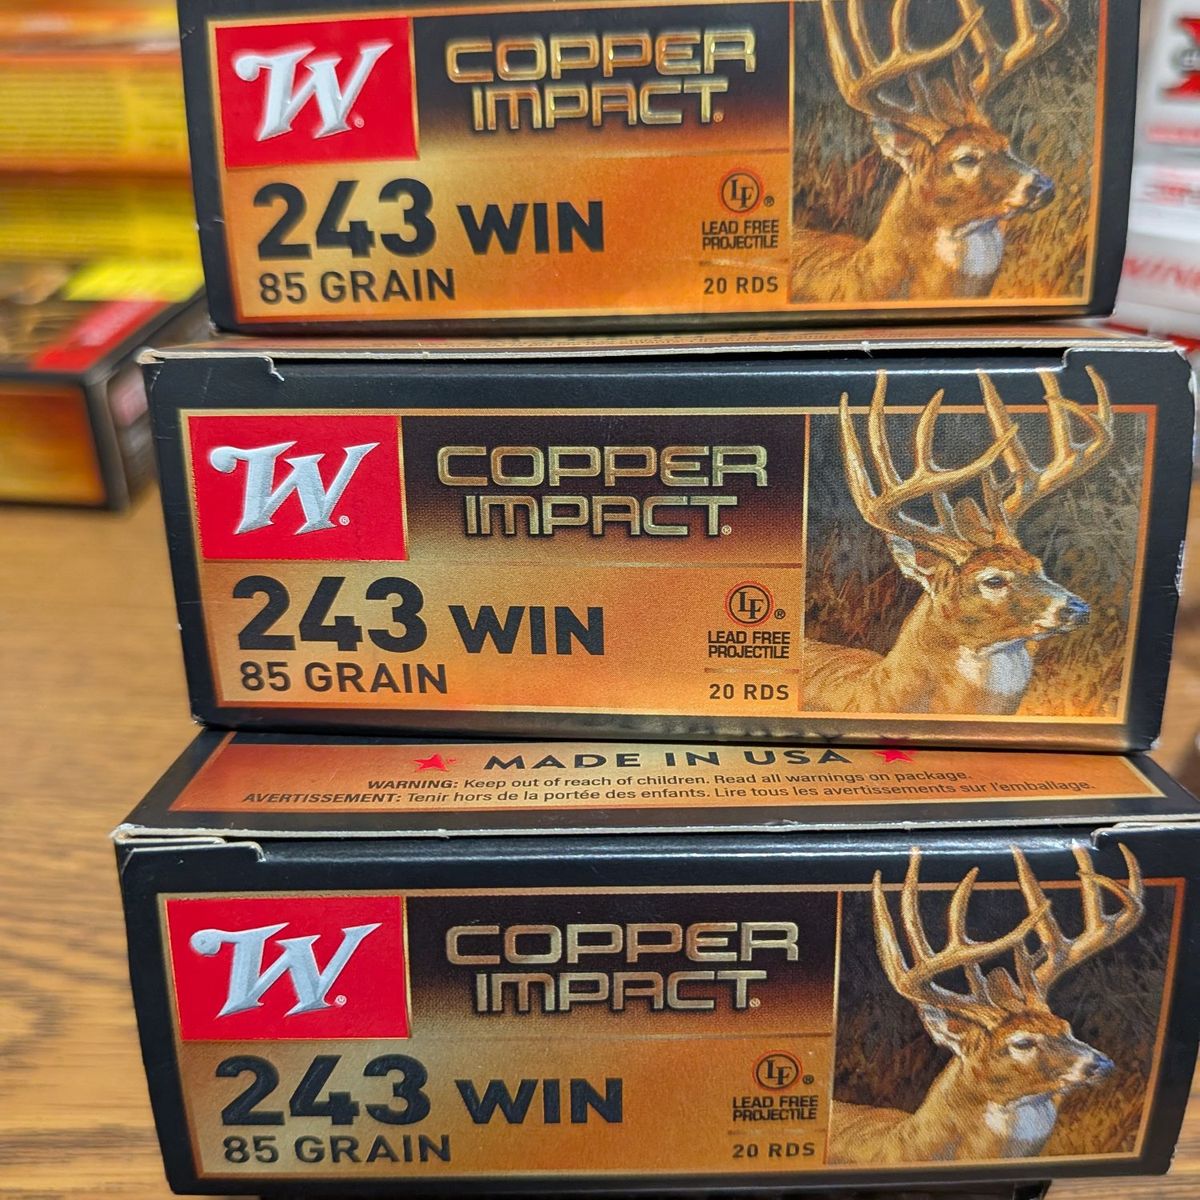 W®
COPPER
IMPACT®
243 WIN
85 GRAIN
LF®
LEAD FREE
PROJECTILE
20 RDS
W®
COPPER
IMPACT®
243 WIN
85 GRAIN
LF®
LEAD FREE
PROJECTILE
20 RDS
MADE IN USA
WARNING: Keep out of reach of children. Read all warnings on package.
AVERTISSEMENT: Tenir hors de la portée des enfants. Lire tous les avertissements sur l'emballage.
W®
COPPER
IMPACT®
243 WIN
85 GRAIN
LF®
LEAD FREE
PROJECTILE
20 RDS